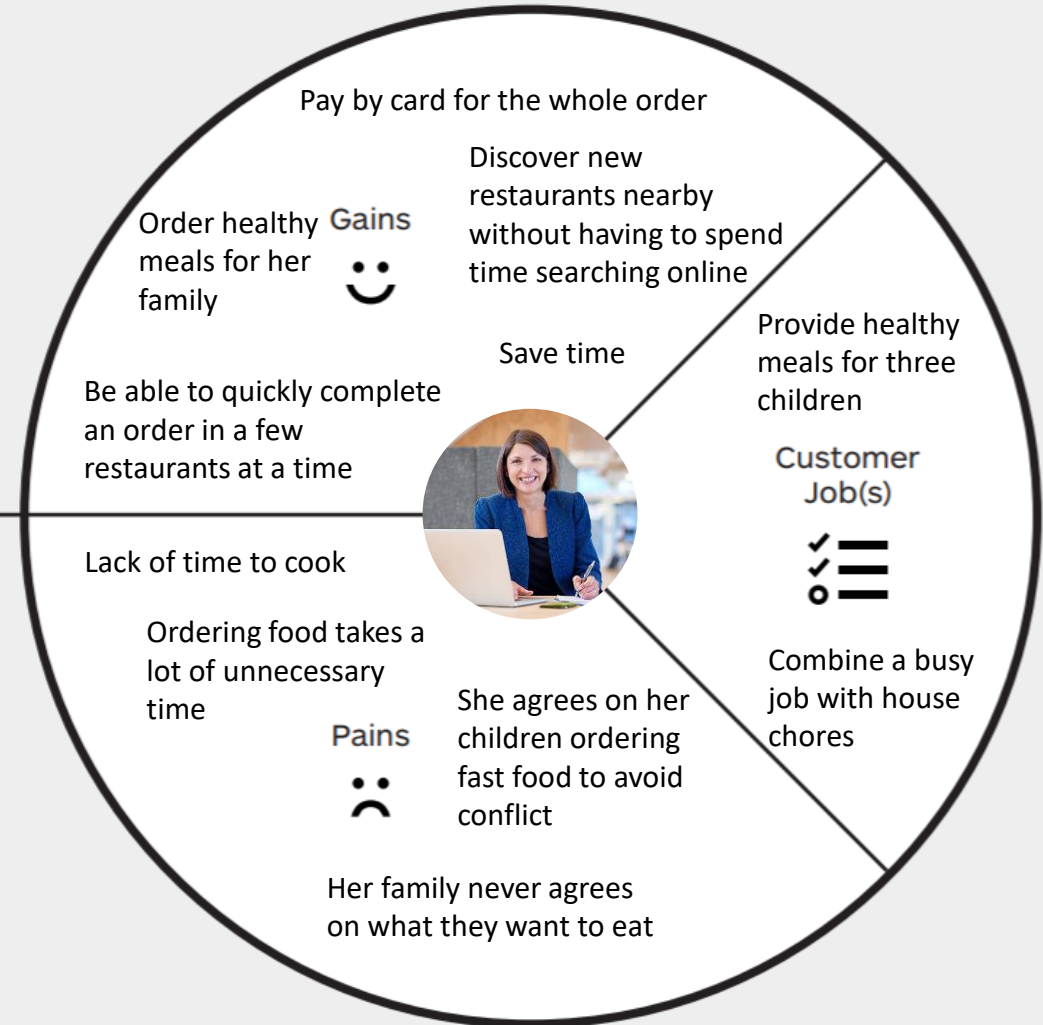 Pay by card for the whole order
Discover new
restaurants nearby
without having to spend
time searching online
Order healthy
meals for her
family
Gains
Save time
Be able to quickly complete
an order in a few
restaurants at a time
Provide healthy
meals for three
children
Customer
Job(s)
Combine a busy
job with house
chores
Lack of time to cook
Ordering food takes a
lot of unnecessary
time
Pains
She agrees on her
children ordering
fast food to avoid
conflict
Her family never agrees
on what they want to eat